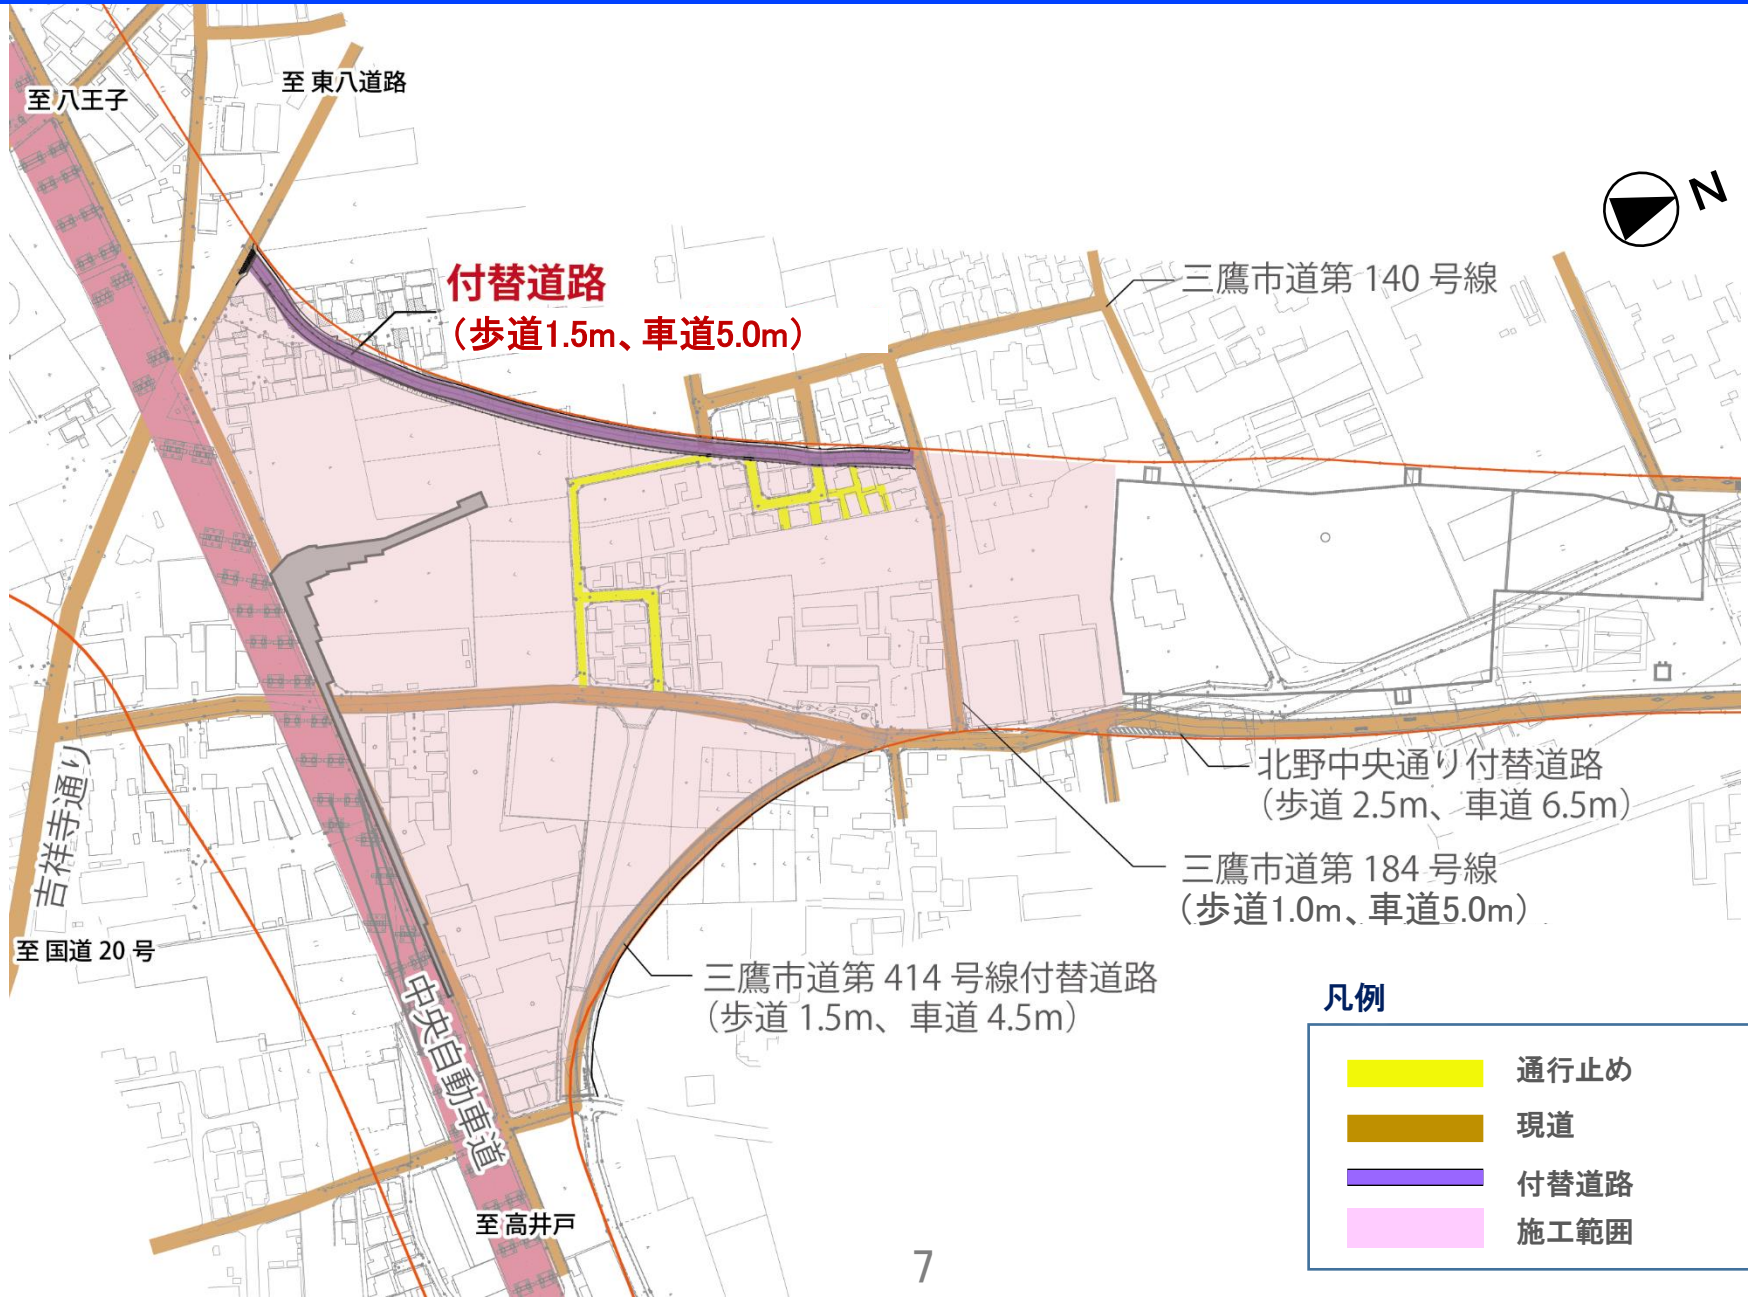 至 八王子
至 東八道路
N
付替道路
（歩道1.5m、車道5.0m）
三鷹市道第 140 号線
北野中央通り付替道路
（歩道 2.5m、車道 6.5m）
三鷹市道第 184 号線
（歩道1.0m、車道5.0m）
吉祥寺通り
至 国道 20 号
三鷹市道第 414 号線付替道路
（歩道 1.5m、車道 4.5m）
中央自動車道
至 高井戸
凡例
通行止め
現道
付替道路
施工範囲
7